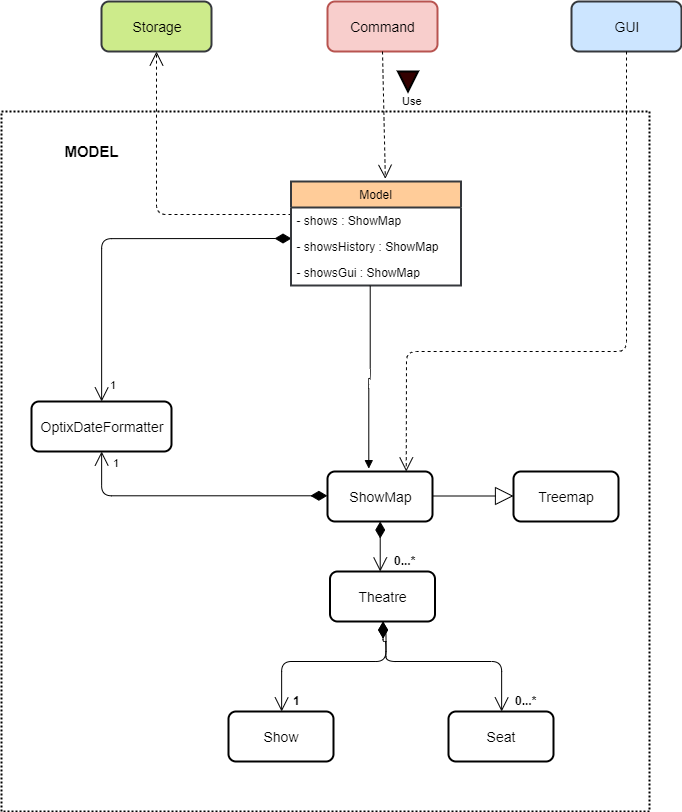 Storage
Command
GUI
Use
MODEL
Model
- shows : ShowMap
- showsHistory : ShowMap
- showsGui : ShowMap
1
OptixDateFormatter
1
ShowMap
Treemap
0...*
Theatre
1
0...*
Show
Seat